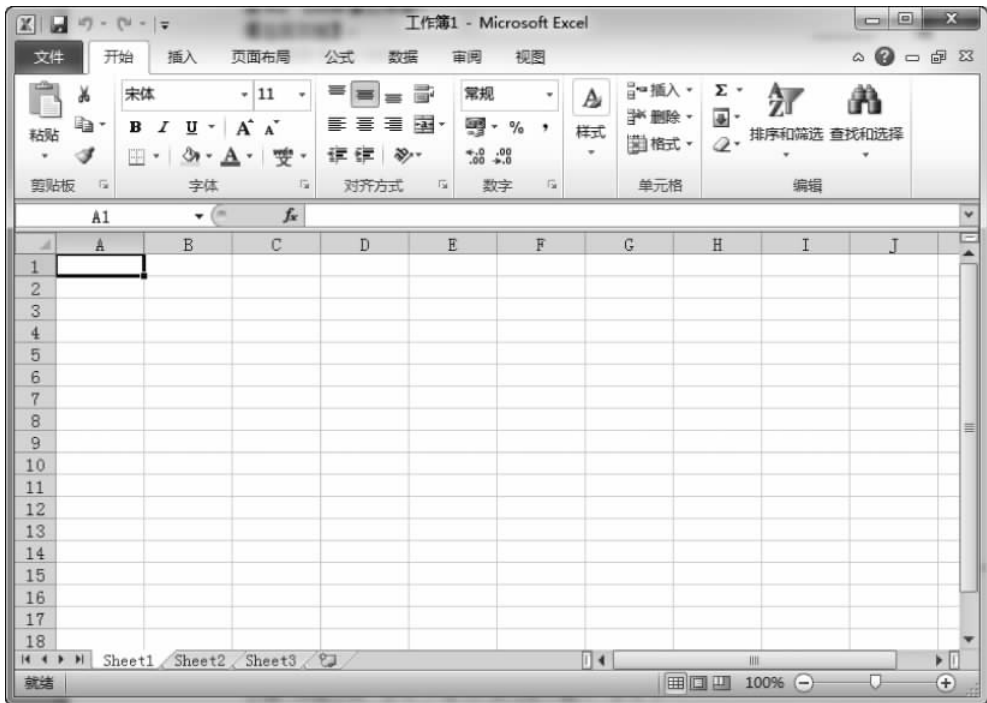 工作簿1 - Microsoft Excel
文件 开始 插入 页面布局 公式 数据 审阅 视图
宋体 11 常规 插入 Σ
粘贴 B I U A A % , 样式 删除 排序和筛选 查找和选择
A 变 .00 .00 格式
剪贴板 字体 对齐方式 数字 单元格 编辑
A1 fx
A B C D E F G H I J
1
2
3
4
5
6
7
8
9
10
11
12
13
14
15
16
17
18
Sheet1 Sheet2 Sheet3
就绪 100%